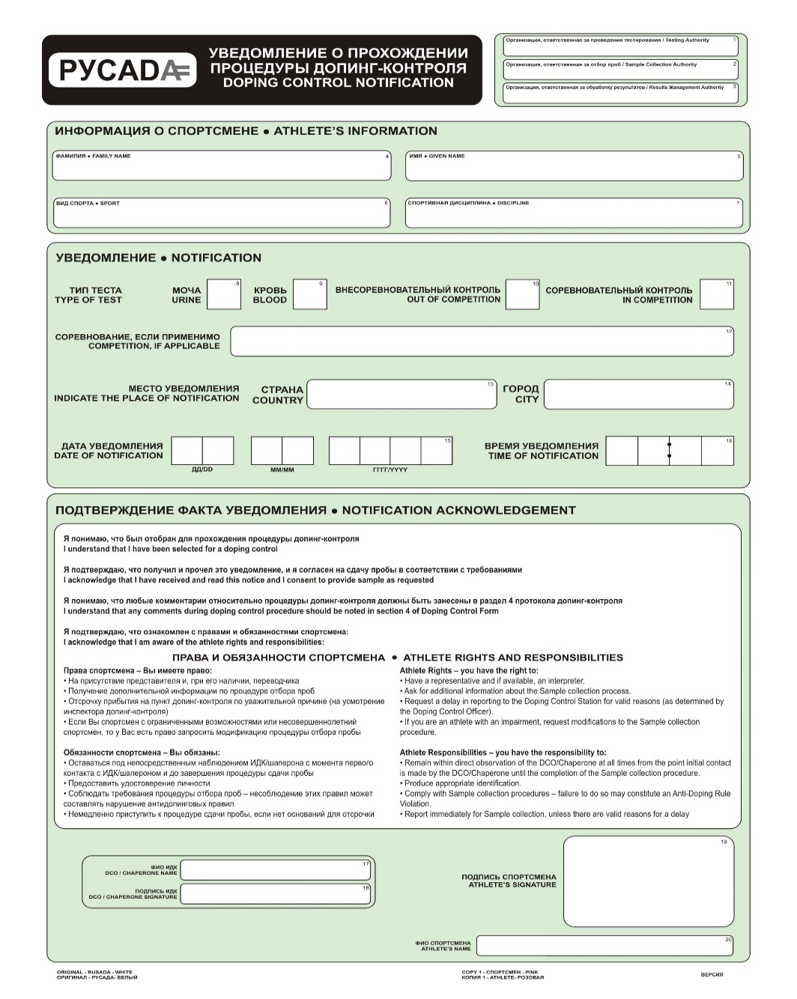 РУСАДА
УВЕДОМЛЕНИЕ О ПРОХОЖДЕНИИ
ПРОЦЕДУРЫ ДОПИНГ-КОНТРОЛЯ
DOPING CONTROL NOTIFICATION
Организация, ответственная за проведения тестирования / Testing Authority 1
Организация, ответственная за отбор проб / Sample Collection Authority 2
Организация, ответственная за обработку результатов / Results Management Authority 3
ИНФОРМАЦИЯ О СПОРТСМЕНЕ ● ATHLETE'S INFORMATION
ФАМИЛИЯ ● FAMILY NAME 4
ИМЯ ● GIVEN NAME 5
ВИД СПОРТА ● SPORT 6
СПОРТИВНАЯ ДИСЦИПЛИНА ● DISCIPLINE 7
УВЕДОМЛЕНИЕ ● NOTIFICATION
ТИП ТЕСТА
TYPE OF TEST
МОЧА
URINE
8
КРОВЬ
BLOOD
9
ВНЕСОРЕВНОВАТЕЛЬНЫЙ КОНТРОЛЬ
OUT OF COMPETITION
10
СОРЕВНОВАТЕЛЬНЫЙ КОНТРОЛЬ
IN COMPETITION
11
СОРЕВНОВАНИЕ, ЕСЛИ ПРИМЕНИМО
COMPETITION, IF APPLICABLE
12
МЕСТО УВЕДОМЛЕНИЯ
INDICATE THE PLACE OF NOTIFICATION
СТРАНА
COUNTRY
13
ГОРОД
CITY
14
ДАТА УВЕДОМЛЕНИЯ
DATE OF NOTIFICATION
ДД/DD
ММ/MM
ГГГГ/YYYY
15
ВРЕМЯ УВЕДОМЛЕНИЯ
TIME OF NOTIFICATION
:
16
ПОДТВЕРЖДЕНИЕ ФАКТА УВЕДОМЛЕНИЯ ● NOTIFICATION ACKNOWLEDGEMENT
Я понимаю, что был отобран для прохождения процедуры допинг-контроля
I understand that I have been selected for a doping control
Я подтверждаю, что получил и прочел это уведомление, и я согласен на сдачу пробы в соответствии с требованиями
I acknowledge that I have received and read this notice and I consent to provide sample as requested
Я понимаю, что любые комментарии относительно процедуры допинг-контроля должны быть занесены в раздел 4 протокола допинг-контроля
I understand that any comments during doping control procedure should be noted in section 4 of Doping Control Form
Я подтверждаю, что ознакомлен с правами и обязанностями спортсмена:
I acknowledge that I am aware of the athlete rights and responsibilities:
ПРАВА И ОБЯЗАННОСТИ СПОРТСМЕНА ● ATHLETE RIGHTS AND RESPONSIBILITIES
Права спортсмена – Вы имеете право:
• На присутствие представителя и, при его наличии, переводчика
• Получение дополнительной информации по процедуре отбора проб
• Отсрочку прибытия на пункт допинг-контроля по уважительной причине (на усмотрение
инспектора допинг-контроля)
• Если Вы спортсмен с ограниченными возможностями или несовершеннолетний
спортсмен, то у Вас есть право запросить модификацию процедуры отбора пробы
Обязанности спортсмена – Вы обязаны:
• Оставаться под непосредственным наблюдением ИДК/шаперона с момента первого
контакта с ИДК/шапероном и до завершения процедуры сдачи пробы
• Предоставить удостоверение личности
• Соблюдать требования процедуры отбора проб – несоблюдение этих правил может
составлять нарушение антидопинговых правил
• Немедленно приступить к процедуре сдачи пробы, если нет оснований для отсрочки
Athlete Rights – you have the right to:
• Have a representative and if available, an interpreter.
• Ask for additional information about the Sample collection process.
• Request a delay in reporting to the Doping Control Station for valid reasons (as determined by
the Doping Control Officer).
• If you are an athlete with an impairment, request modifications to the Sample collection
procedure.
Athlete Responsibilities – you have the responsibility to:
• Remain within direct observation of the DCO/Chaperone at all times from the point initial contact
is made by the DCO/Chaperone until the completion of the Sample collection procedure.
• Produce appropriate identification.
• Comply with Sample collection procedures – failure to do so may constitute an Anti-Doping Rule
Violation.
• Report immediately for Sample collection, unless there are valid reasons for a delay
ФИО ИДК
DCO / CHAPERONE NAME
17
ПОДПИСЬ ИДК
DCO / CHAPERONE SIGNATURE
18
ПОДПИСЬ СПОРТСМЕНА
ATHLETE'S SIGNATURE
19
ФИО СПОРТСМЕНА
ATHLETE'S NAME
20
ORIGINAL - RUSADA - WHITE
ОРИГИНАЛ - РУСАДА- БЕЛЫЙ
COPY 1 - СПОРТСМЕН - PINK
КОПИЯ 1 - ATHLETE- РОЗОВАЯ
ВЕРСИЯ